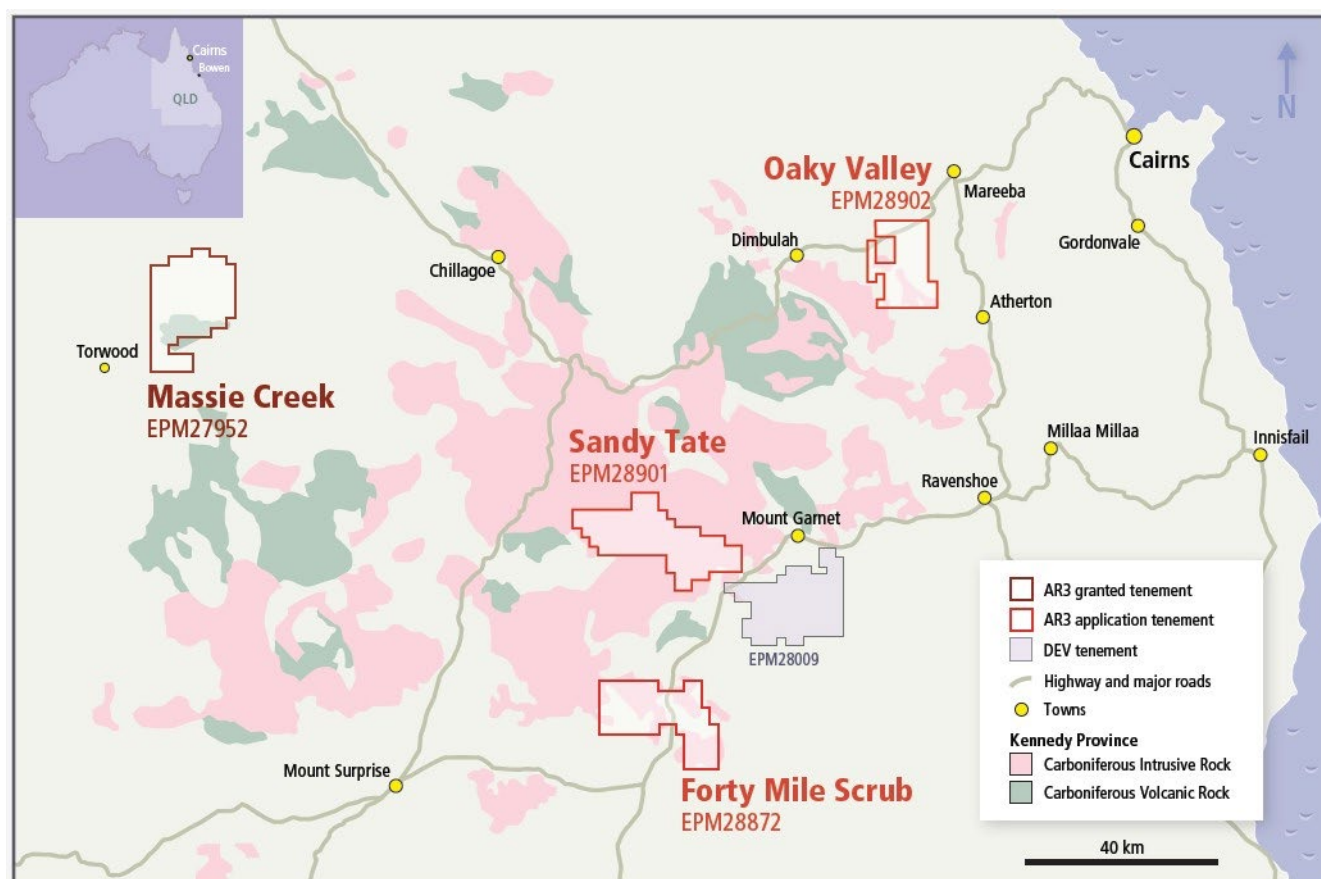 Cairns
Bowen
QLD
N
Cairns
Oaky Valley
EPM28902
Mareeba
Dimbulah
Gordonvale
Chillagoe
Atherton
Torwood
Massie Creek
EPM27952
Sandy Tate
EPM28901
Millaa Millaa
Innisfail
Ravenshoe
Mount Garnet
EPM28009
Mount Surprise
Forty Mile Scrub
EPM28872
AR3 granted tenement
AR3 application tenement
DEV tenement
Highway and major roads
Towns
Kennedy Province
Carboniferous Intrusive Rock
Carboniferous Volcanic Rock
40 km